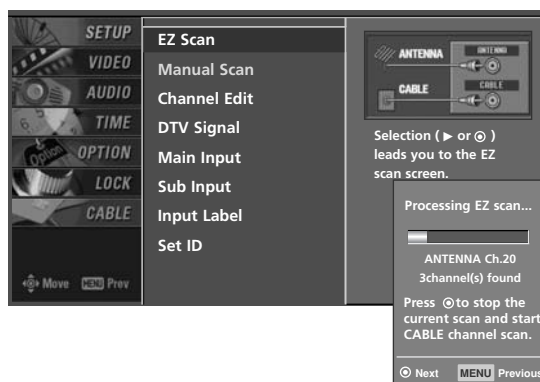 SETUP
VIDEO
AUDIO
TIME
OPTION
LOCK
CABLE
Move MENU Prev
EZ Scan
Manual Scan
Channel Edit
DTV Signal
Main Input
Sub Input
Input Label
Set ID
ANTENNA
ANTENNA
CABLE
CABLE
Selection ( ▶ or ◉ )
leads you to the EZ
scan screen.
Processing EZ scan...
ANTENNA Ch.20
3channel(s) found
Press ◉to stop the
current scan and start
CABLE channel scan.
◉ Next MENU Previous